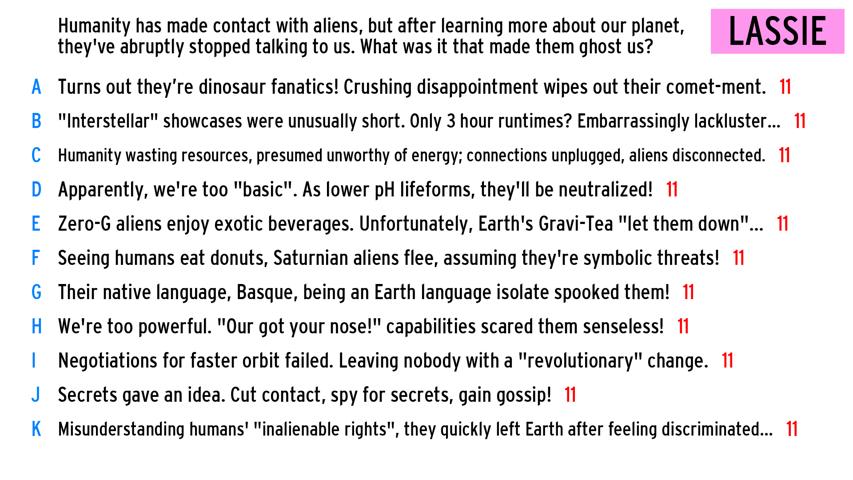 Humanity has made contact with aliens, but after learning more about our planet,
they've abruptly stopped talking to us. What was it that made them ghost us?
LASSIE
A Turns out they’re dinosaur fanatics! Crushing disappointment wipes out their comet-ment. 11
B "Interstellar" showcases were unusually short. Only 3 hour runtimes? Embarrassingly lackluster... 11
C Humanity wasting resources, presumed unworthy of energy; connections unplugged, aliens disconnected. 11
D Apparently, we're too "basic". As lower pH lifeforms, they'll be neutralized! 11
E Zero-G aliens enjoy exotic beverages. Unfortunately, Earth's Gravi-Tea "let them down"... 11
F Seeing humans eat donuts, Saturnian aliens flee, assuming they're symbolic threats! 11
G Their native language, Basque, being an Earth language isolate spooked them! 11
H We're too powerful. "Our got your nose!" capabilities scared them senseless! 11
I Negotiations for faster orbit failed. Leaving nobody with a "revolutionary" change. 11
J Secrets gave an idea. Cut contact, spy for secrets, gain gossip! 11
K Misunderstanding humans' "inalienable rights", they quickly left Earth after feeling discriminated... 11